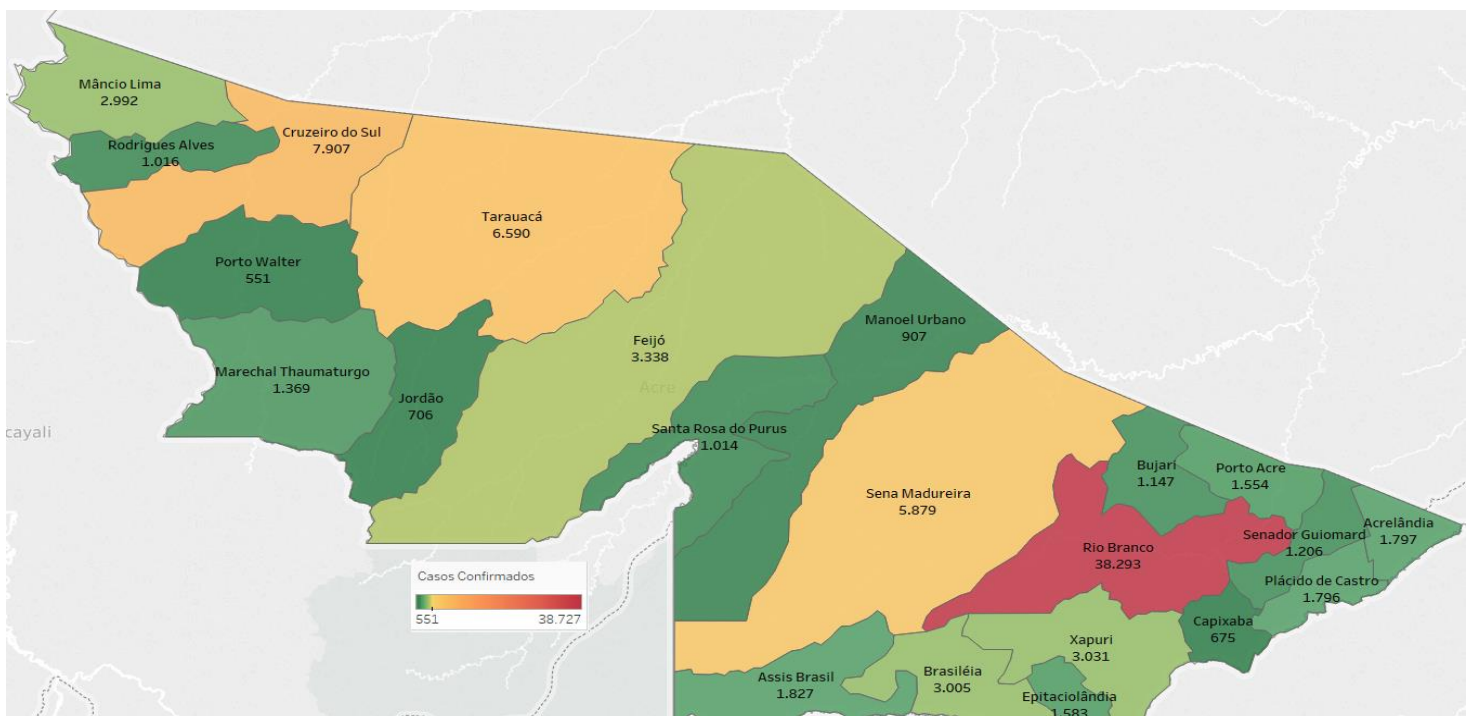 Mâncio Lima
2.992
Cruzeiro do Sul
7.907
Rodrigues Alves
1.016
Tarauacá
6.590
Porto Walter
551
Manoel Urbano
907
Feijó
3.338
Marechal Thaumaturgo
1.369
Acre
Jordão
706
cayali
Santa Rosa do Purus
1.014
Bujari
1.147
Porto Acre
1.554
Sena Madureira
5.879
Acrelândia
1.797
Senador Guiomard
1.206
Rio Branco
38.293
Casos Confirmados
551
38.727
Plácido de Castro
1.796
Capixaba
675
Xapuri
3.031
Brasiléia
3.005
Assis Brasil
1.827
Epitaciolândia
1.583